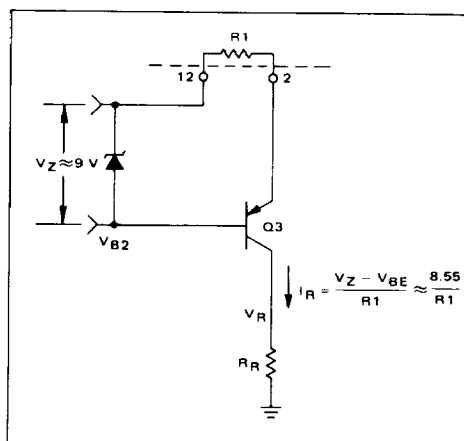 R1
12 2
VZ≈9 V
Q3
VB2
IR = VZ – VBE / R1 ≈ 8.55 / R1
VR
RR